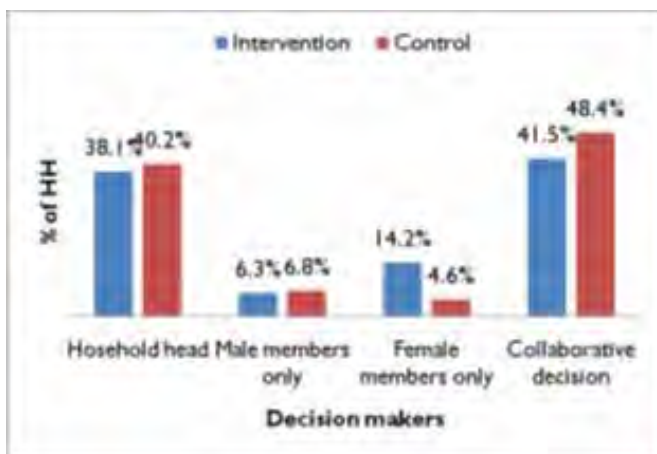 Intervention Control
% of HH
38.1% 40.2%
6.3% 6.8%
14.2%
4.6%
41.5%
48.4%
Hosehold head Male members only Female members only Collaborative decision
Decision makers